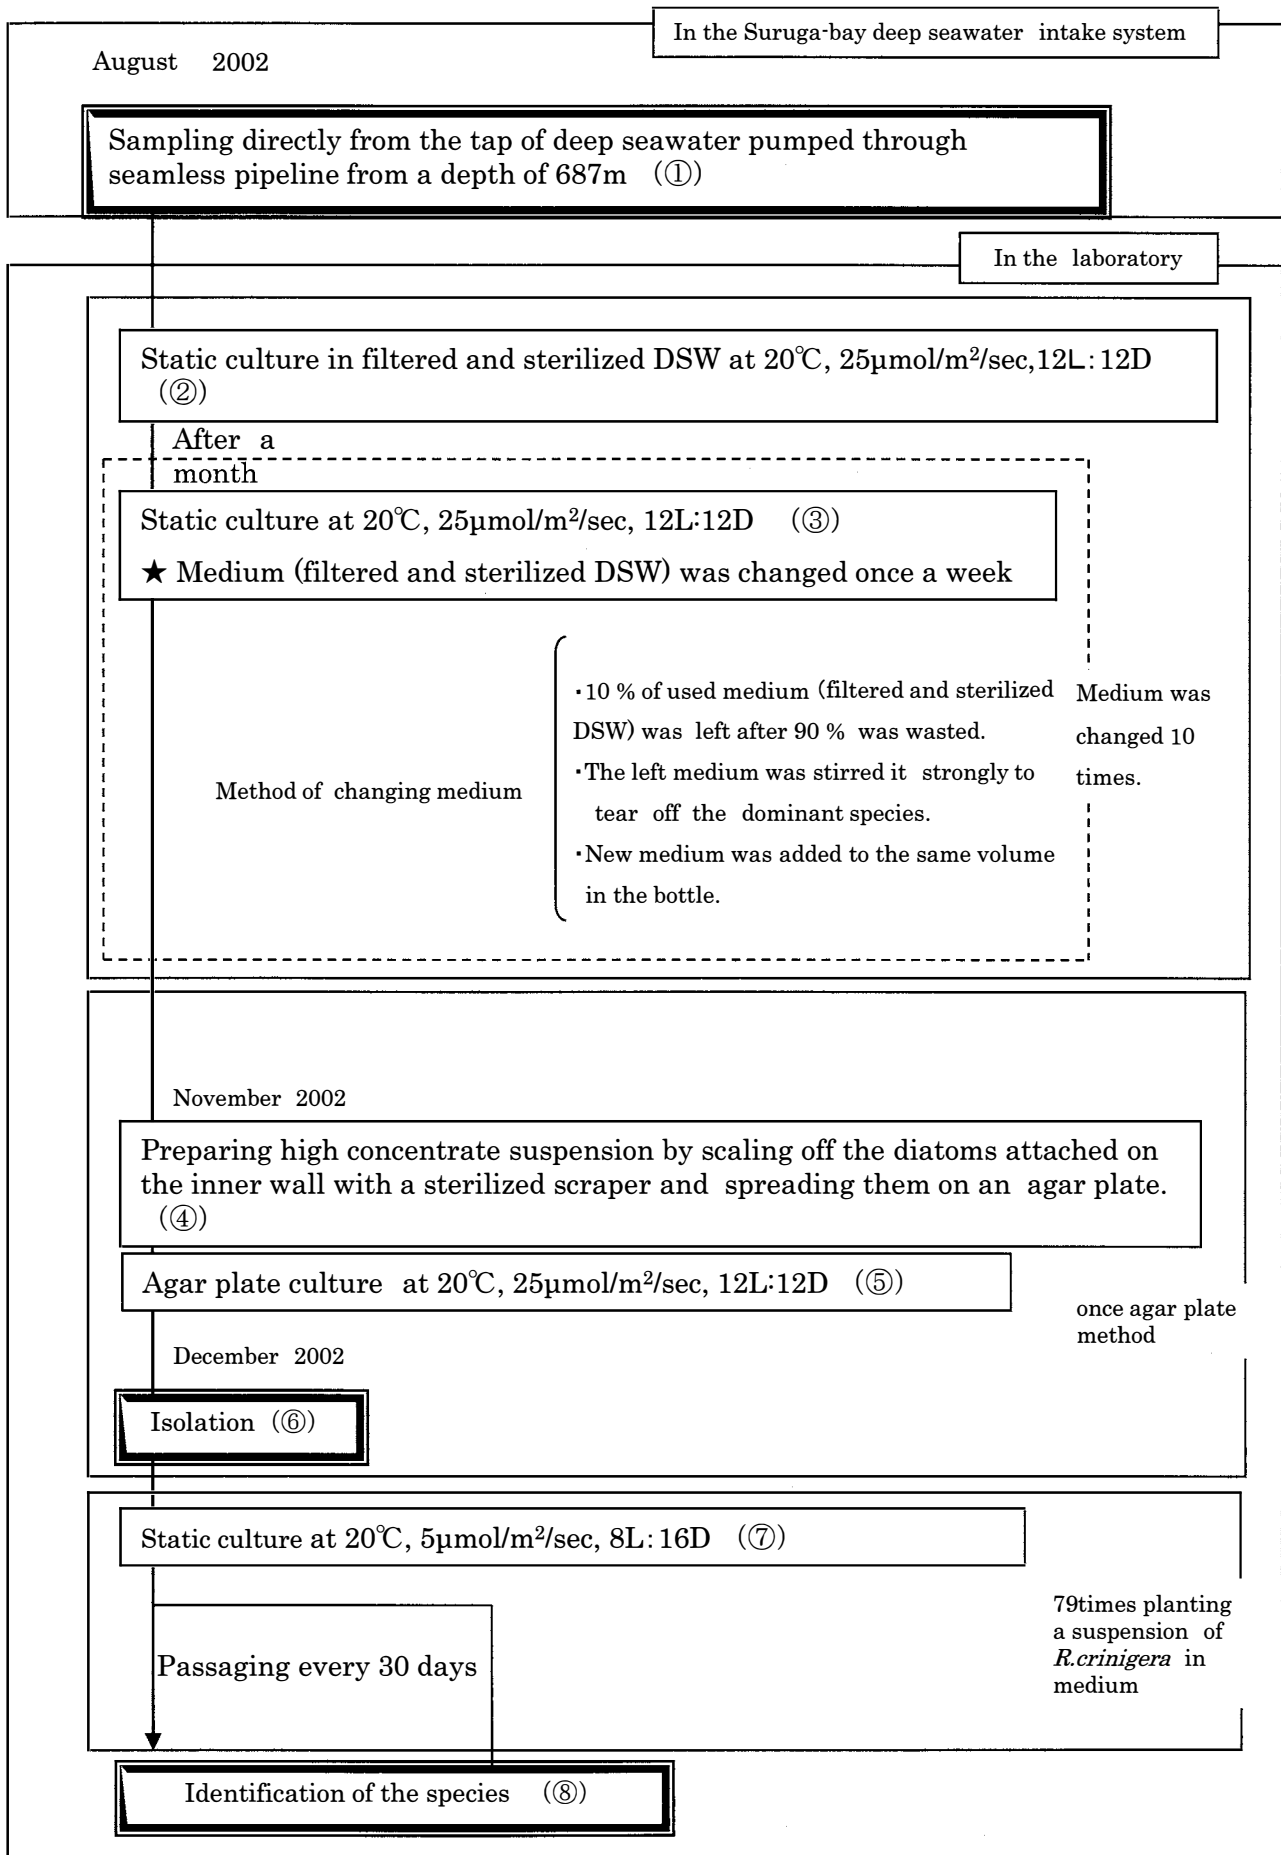 In the Suruga-bay deep seawater intake system
August 2002
Sampling directly from the tap of deep seawater pumped through
seamless pipeline from a depth of 687m (①)
In the laboratory
Static culture in filtered and sterilized DSW at 20℃, 25μmol/m²/sec,12L:12D
(②)
After a
month
Static culture at 20℃, 25μmol/m²/sec, 12L:12D (③)
★ Medium (filtered and sterilized DSW) was changed once a week
Method of changing medium
・10 % of used medium (filtered and sterilized
DSW) was left after 90 % was wasted.
・The left medium was stirred it strongly to
tear off the dominant species.
・New medium was added to the same volume
in the bottle.
Medium was
changed 10
times.
November 2002
Preparing high concentrate suspension by scaling off the diatoms attached on
the inner wall with a sterilized scraper and spreading them on an agar plate.
(④)
Agar plate culture at 20℃, 25μmol/m²/sec, 12L:12D (⑤)
once agar plate
method
December 2002
Isolation (⑥)
Static culture at 20℃, 5μmol/m²/sec, 8L:16D (⑦)
79times planting
a suspension of
R.crinigera in
medium
Passaging every 30 days
Identification of the species (⑧)